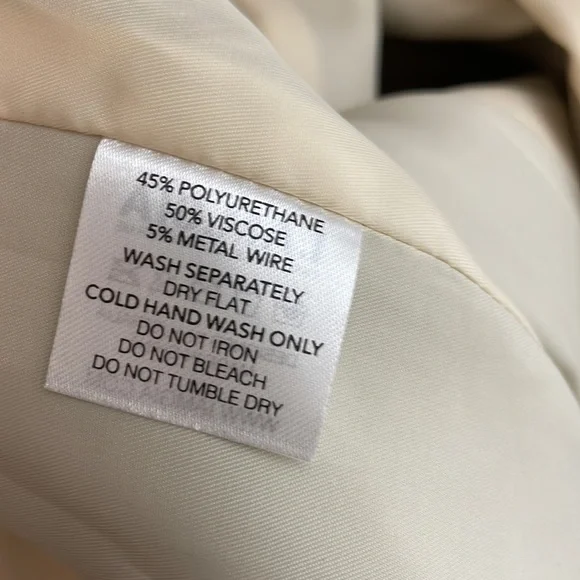 45% POLYURETHANE
50% VISCOSE
5% METAL WIRE
WASH SEPARATELY
DRY FLAT
COLD HAND WASH ONLY
DO NOT IRON
DO NOT BLEACH
DO NOT TUMBLE DRY